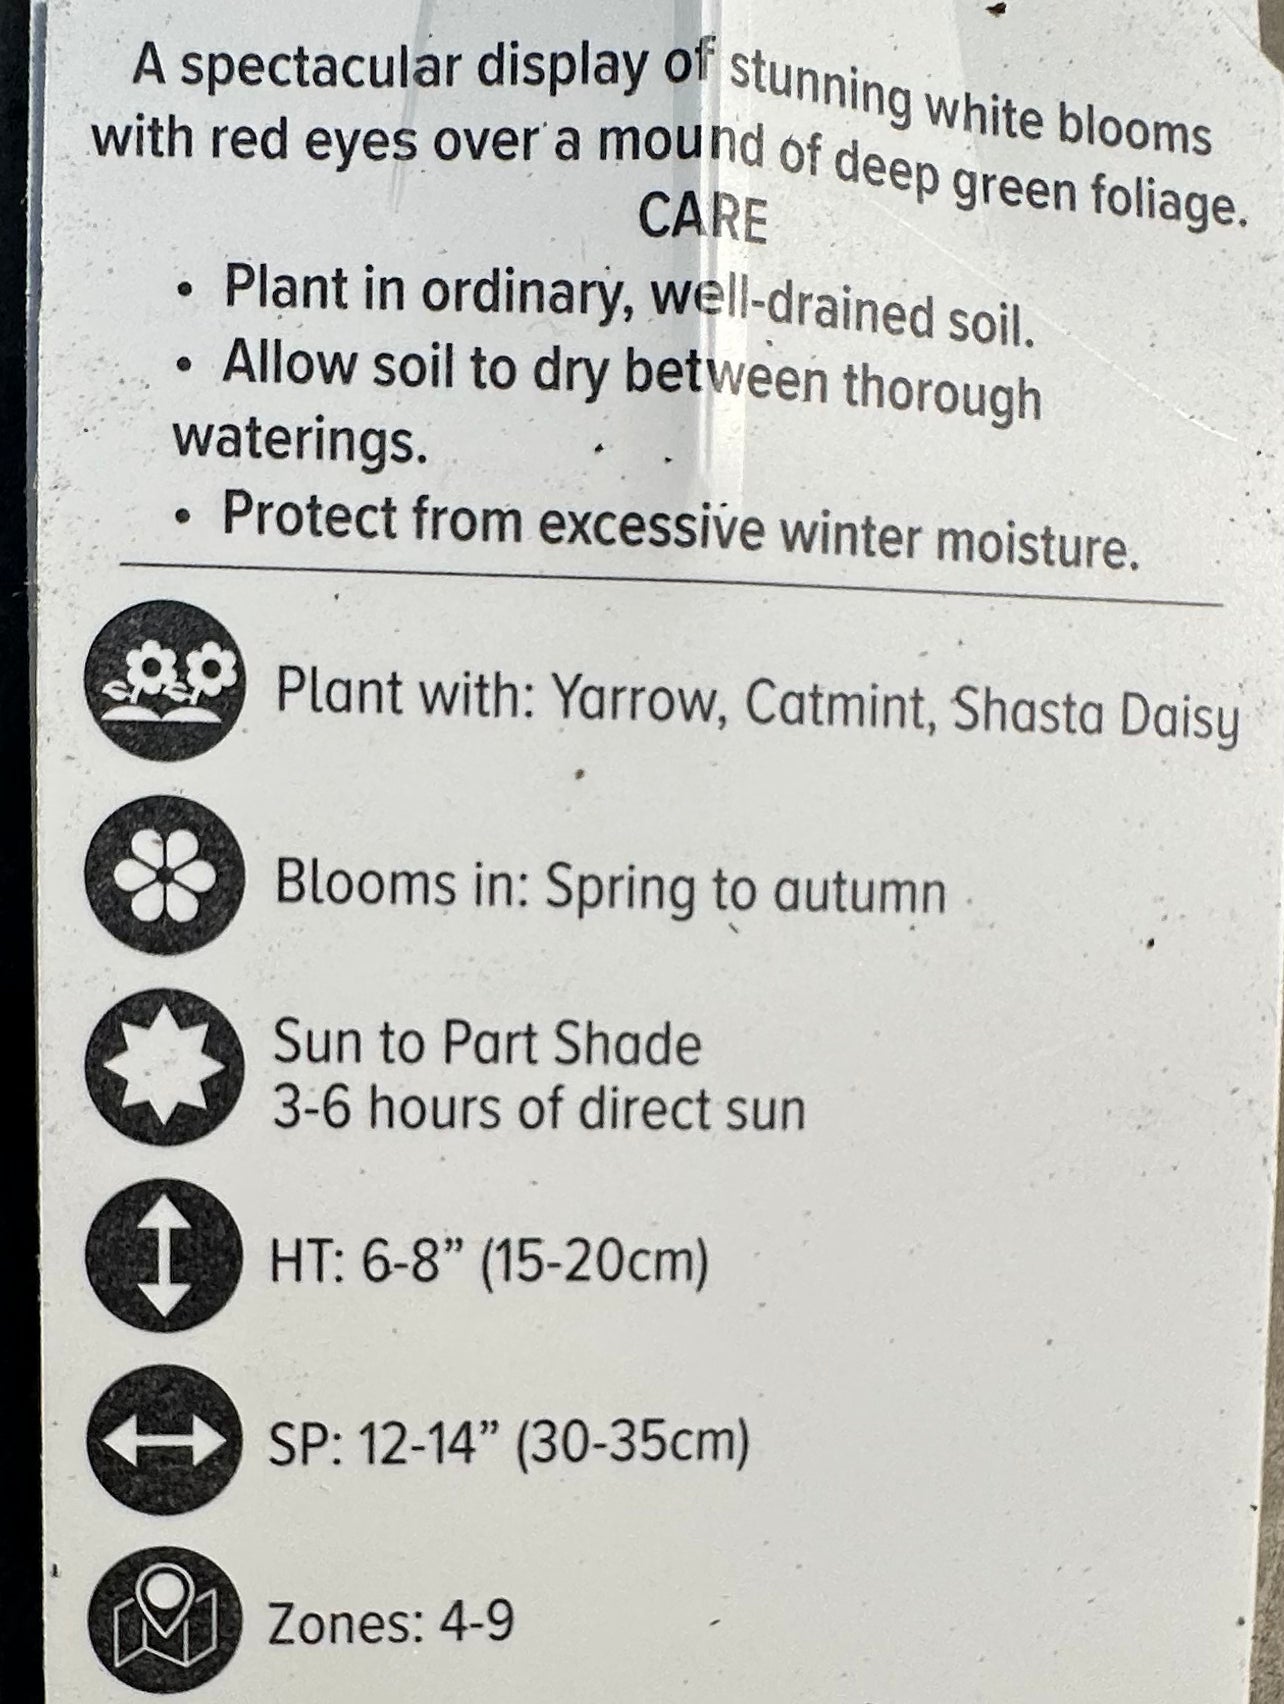 A spectacular display of stunning white blooms
with red eyes over a mound of deep green foliage.
CARE
• Plant in ordinary, well-drained soil.
• Allow soil to dry between thorough
waterings.
• Protect from excessive winter moisture.
Plant with: Yarrow, Catmint, Shasta Daisy
Blooms in: Spring to autumn
Sun to Part Shade
3-6 hours of direct sun
HT: 6-8” (15-20cm)
SP: 12-14” (30-35cm)
Zones: 4-9